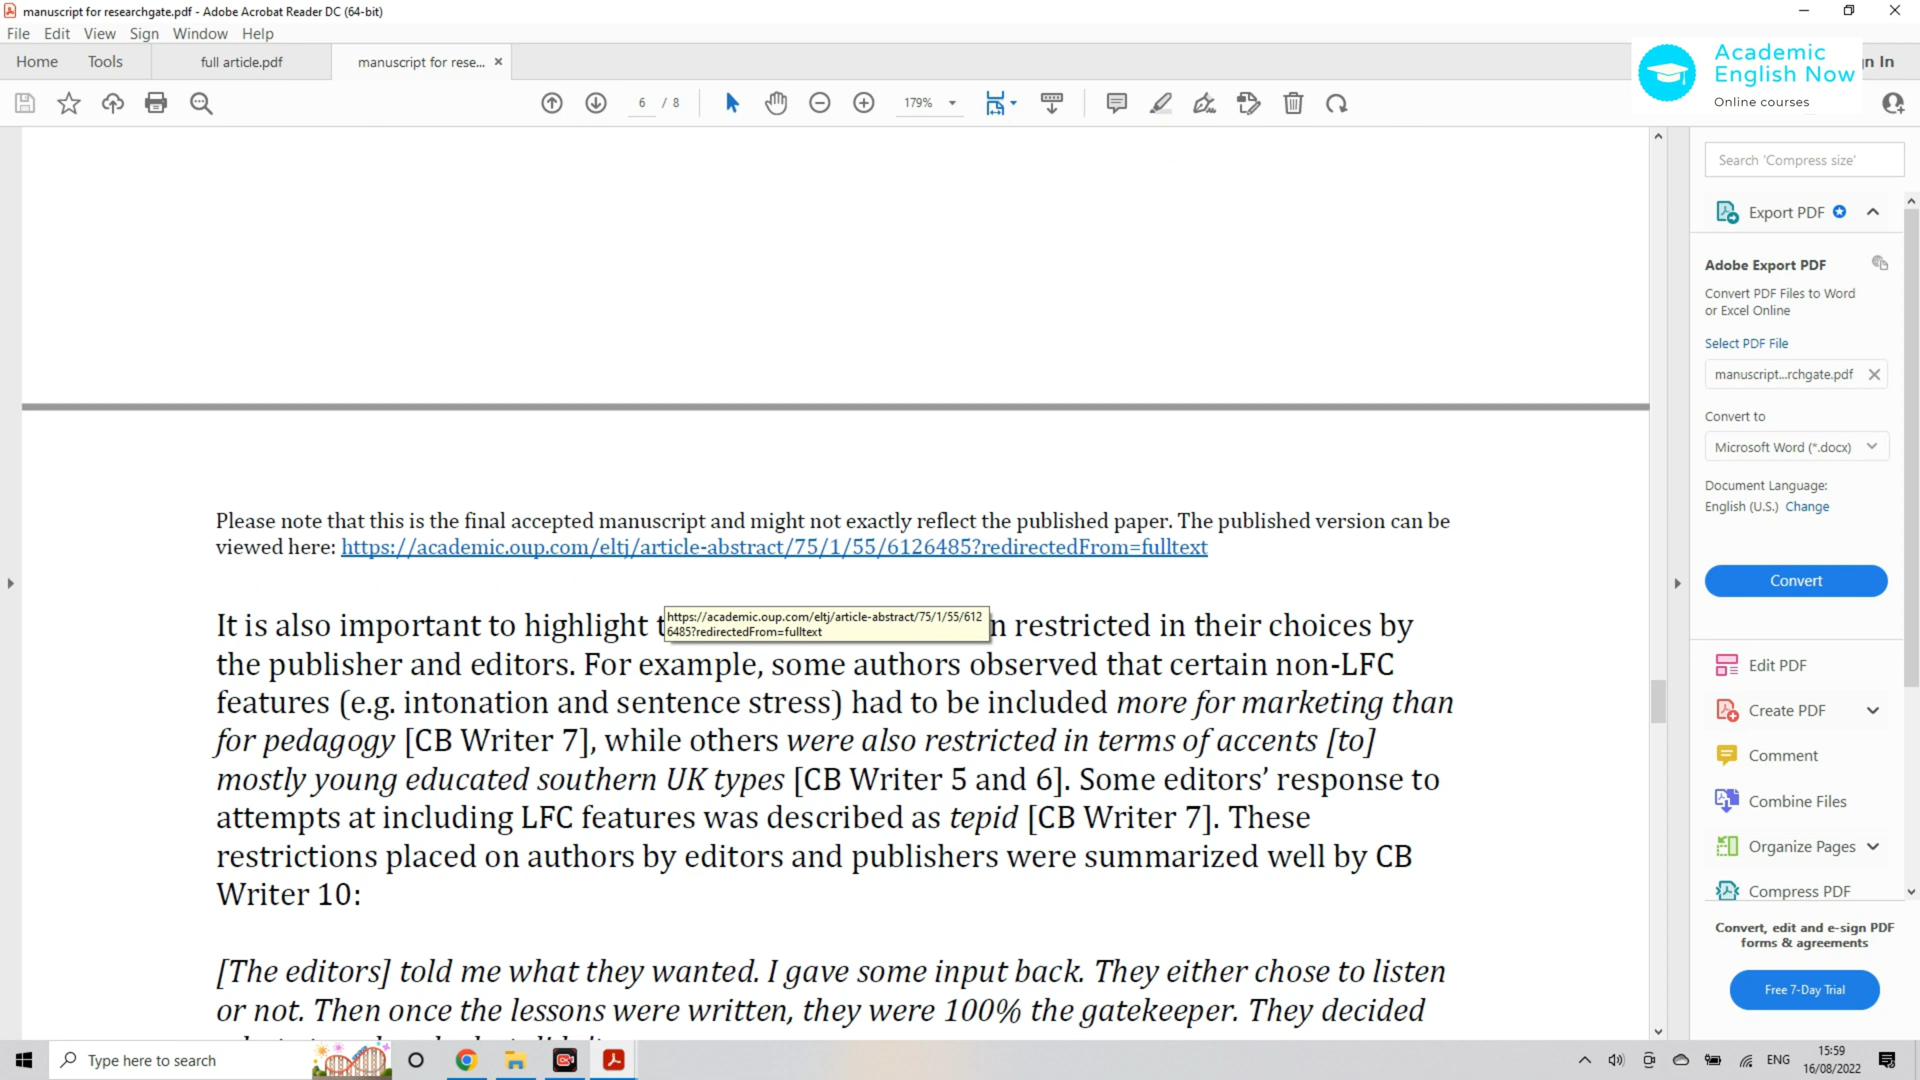 manuscript for researchgate.pdf - Adobe Acrobat Reader DC (64-bit)
File Edit View Sign Window Help
Home Tools full article.pdf manuscript for rese... In
Academic
English Now
Online courses
6 / 8 179%
Search 'Compress size'
Export PDF
Adobe Export PDF
Convert PDF Files to Word
or Excel Online
Select PDF File
manuscript...rchgate.pdf
Convert to
Microsoft Word (*.docx)
Document Language:
English (U.S.) Change
Convert
Edit PDF
Create PDF
Comment
Combine Files
Organize Pages
Compress PDF
Convert, edit and e-sign PDF
forms & agreements
Free 7-Day Trial
Please note that this is the final accepted manuscript and might not exactly reflect the published paper. The published version can be
viewed here: https://academic.oup.com/eltj/article-abstract/75/1/55/6126485?redirectedFrom=fulltext
https://academic.oup.com/eltj/article-abstract/75/1/55/612
6485?redirectedFrom=fulltext
It is also important to highlight restricted in their choices by
the publisher and editors. For example, some authors observed that certain non-LFC
features (e.g. intonation and sentence stress) had to be included more for marketing than
for pedagogy [CB Writer 7], while others were also restricted in terms of accents [to]
mostly young educated southern UK types [CB Writer 5 and 6]. Some editors' response to
attempts at including LFC features was described as tepid [CB Writer 7]. These
restrictions placed on authors by editors and publishers were summarized well by CB
Writer 10:
[The editors] told me what they wanted. I gave some input back. They either chose to listen
or not. Then once the lessons were written, they were 100% the gatekeeper. They decided
Type here to search
ENG
15:59
16/08/2022